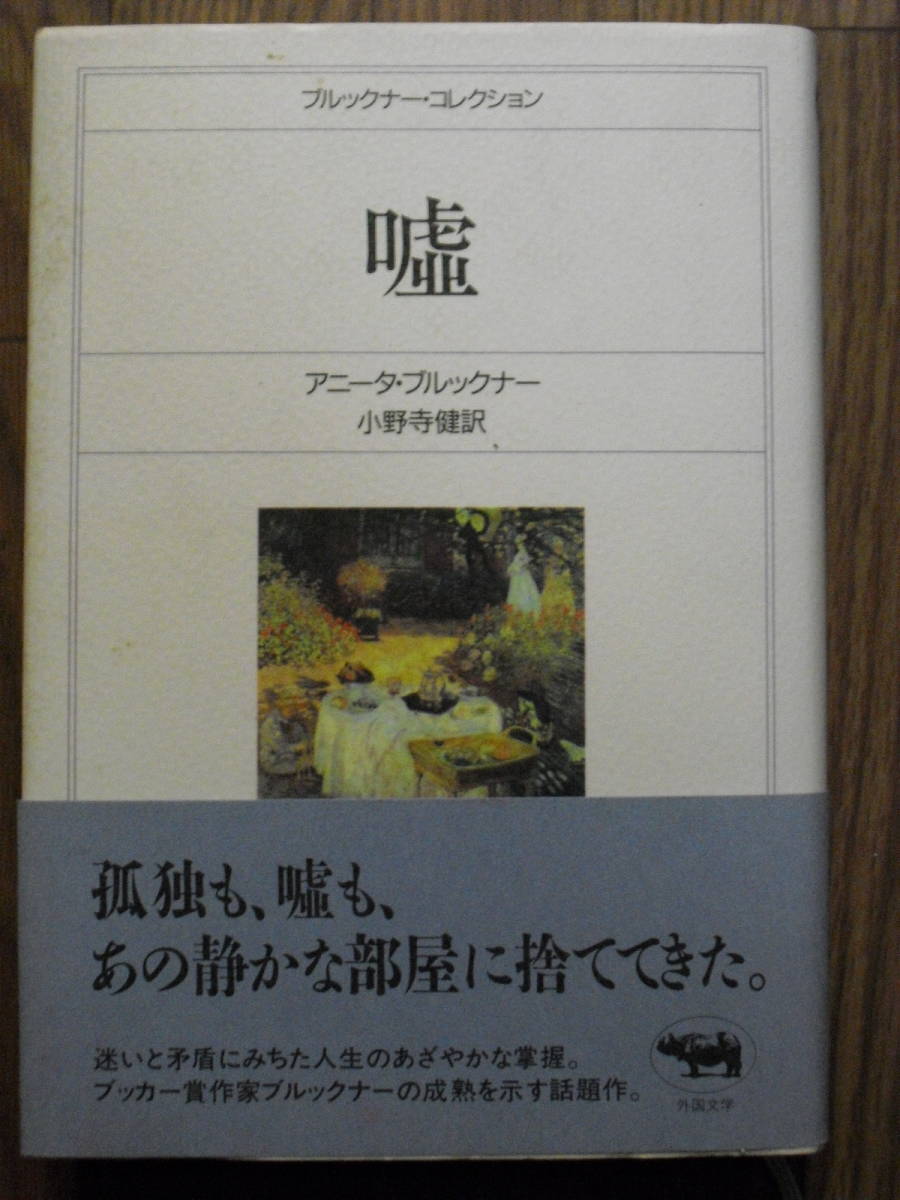 ブルックナー・コレクション
嘘
アニータ・ブルックナー
小野寺健訳
孤独も、嘘も、
あの静かな部屋に捨ててきた。
迷いと矛盾にみちた人生のあざやかな掌握。
ブッカー賞作家ブルックナーの成熟を示す話題作。
外国文学